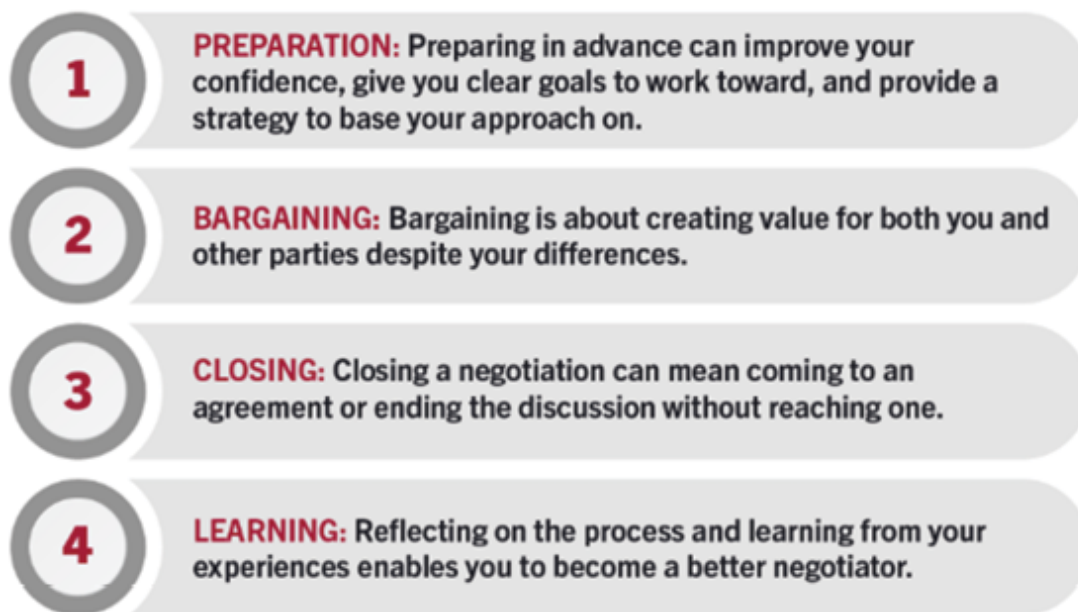 1
PREPARATION: Preparing in advance can improve your
confidence, give you clear goals to work toward, and provide a
strategy to base your approach on.
2
BARGAINING: Bargaining is about creating value for both you and
other parties despite your differences.
3
CLOSING: Closing a negotiation can mean coming to an
agreement or ending the discussion without reaching one.
4
LEARNING: Reflecting on the process and learning from your
experiences enables you to become a better negotiator.